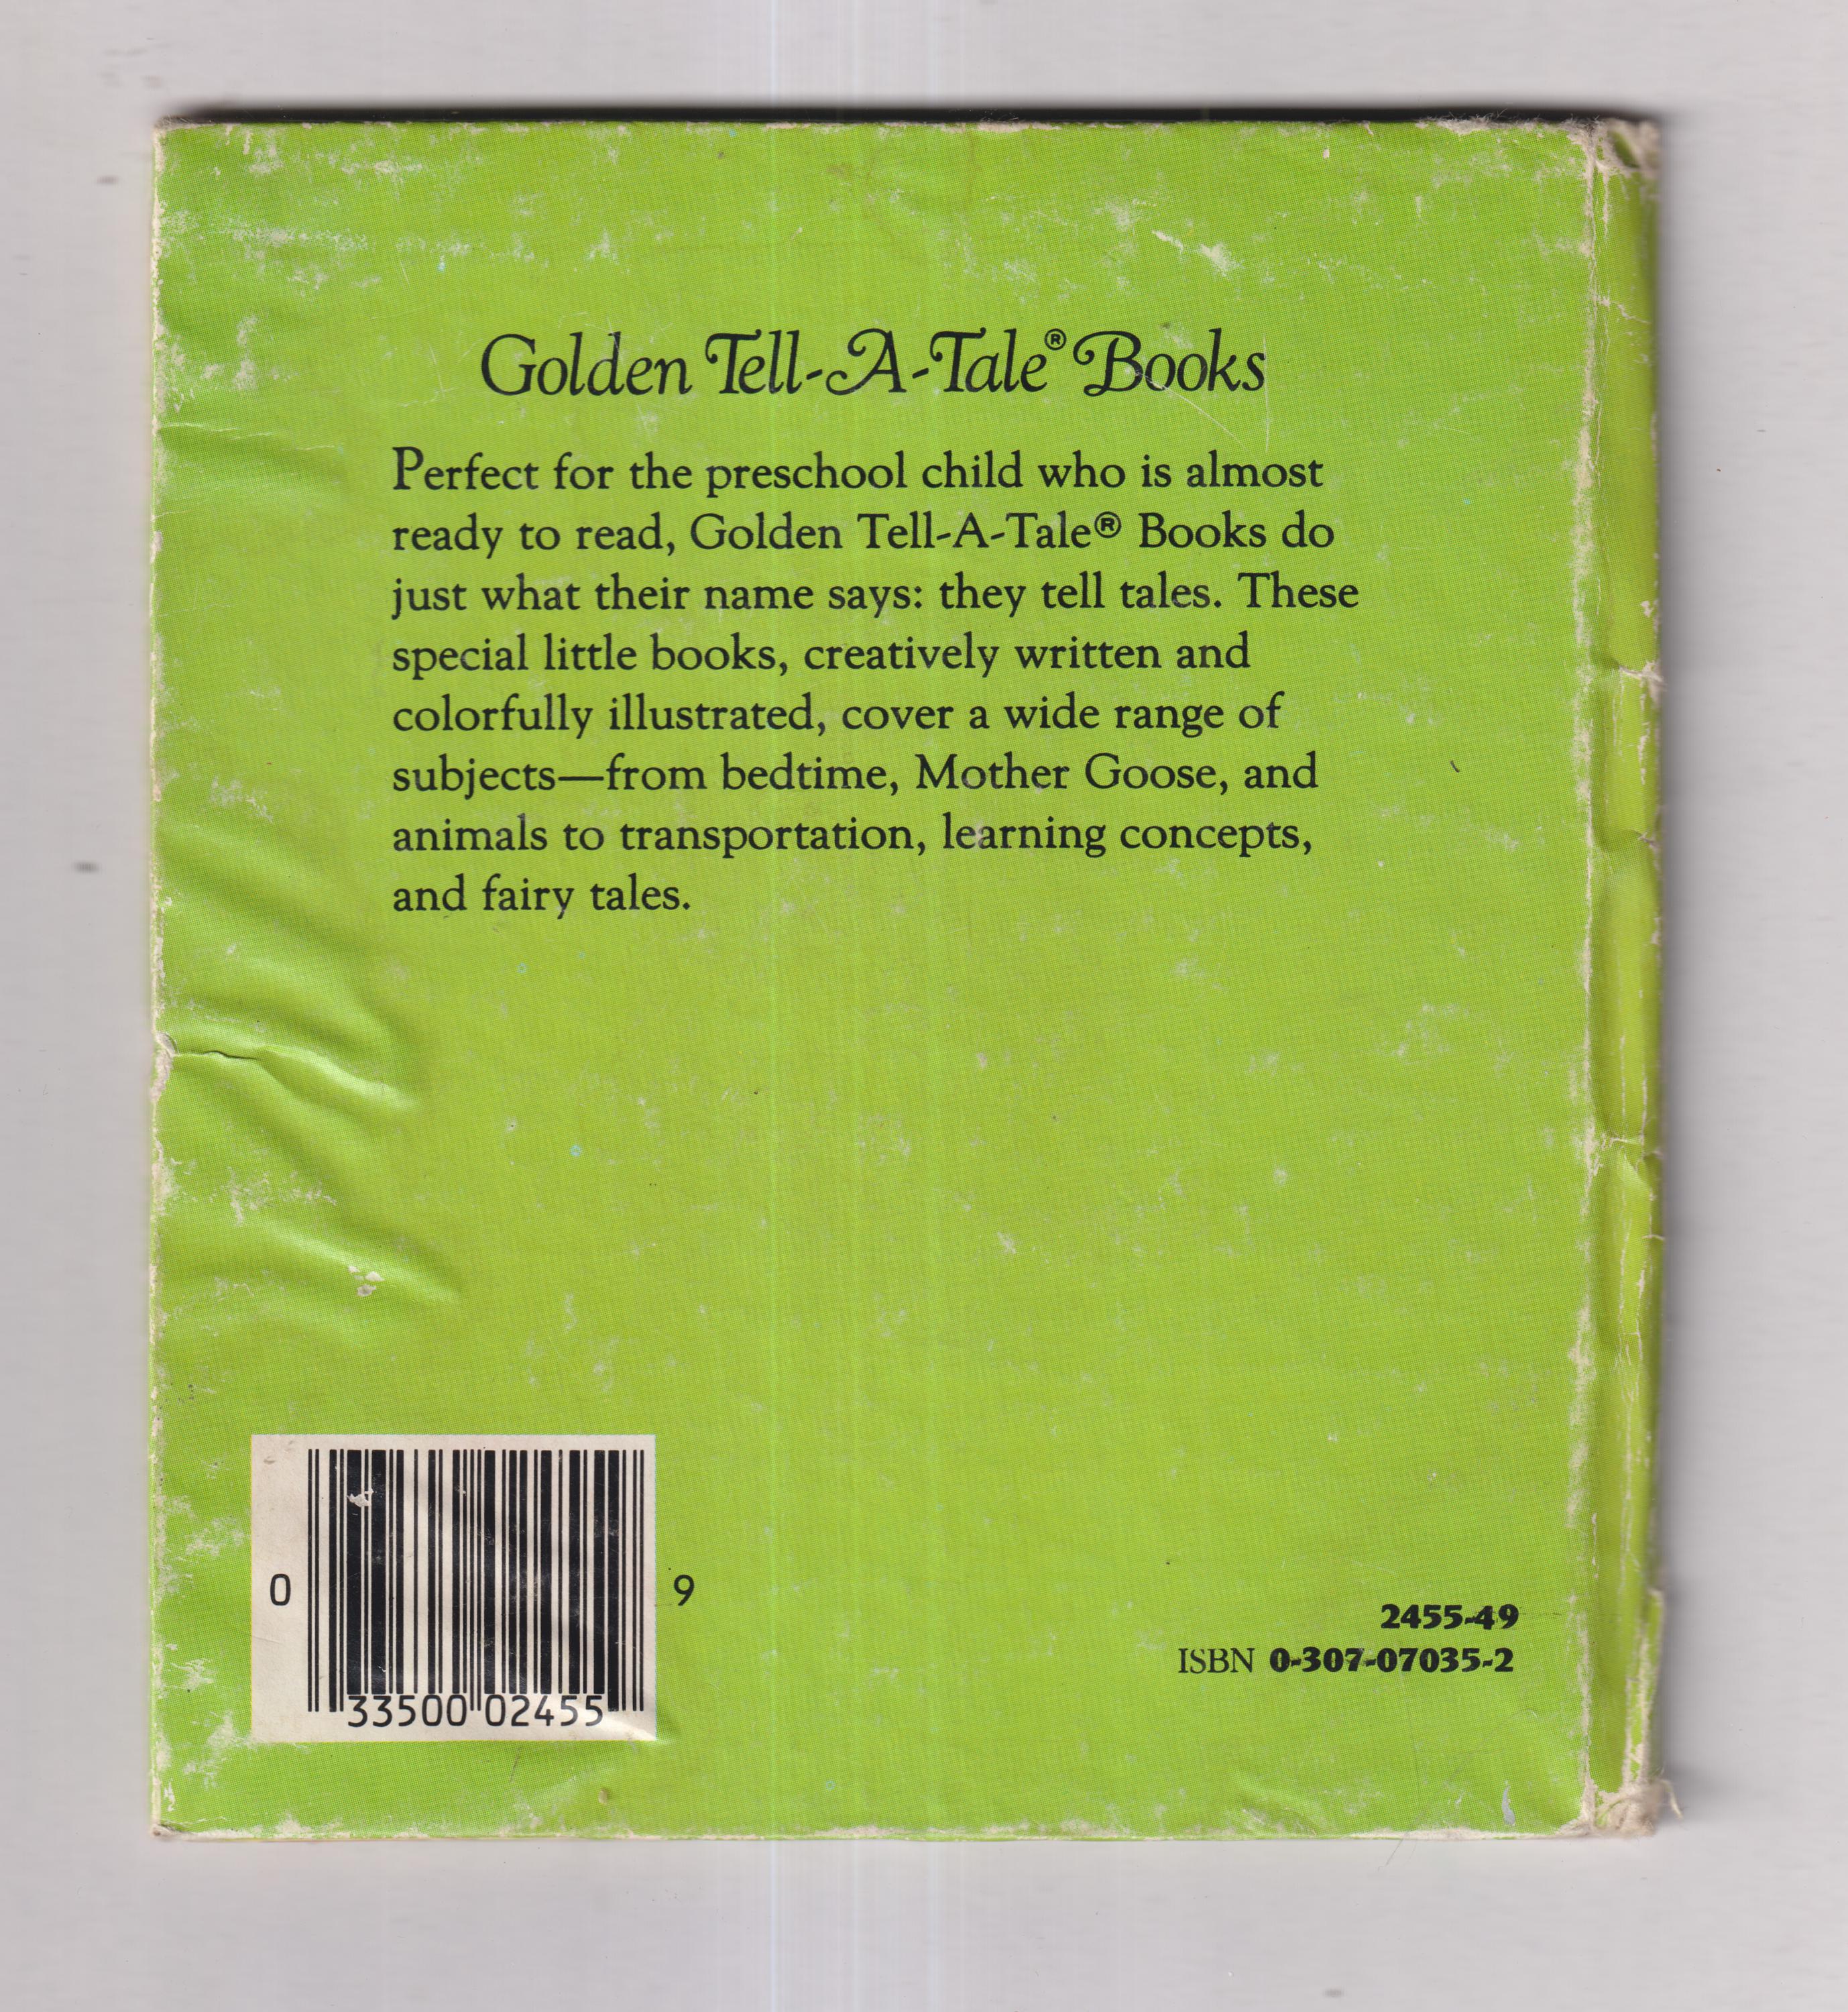 Golden Tell-A-Tale® Books
Perfect for the preschool child who is almost
ready to read, Golden Tell-A-Tale® Books do
just what their name says: they tell tales. These
special little books, creatively written and
colorfully illustrated, cover a wide range of
subjects—from bedtime, Mother Goose, and
animals to transportation, learning concepts,
and fairy tales.
0 33500 02455 9
2455-49
ISBN 0-307-07035-2